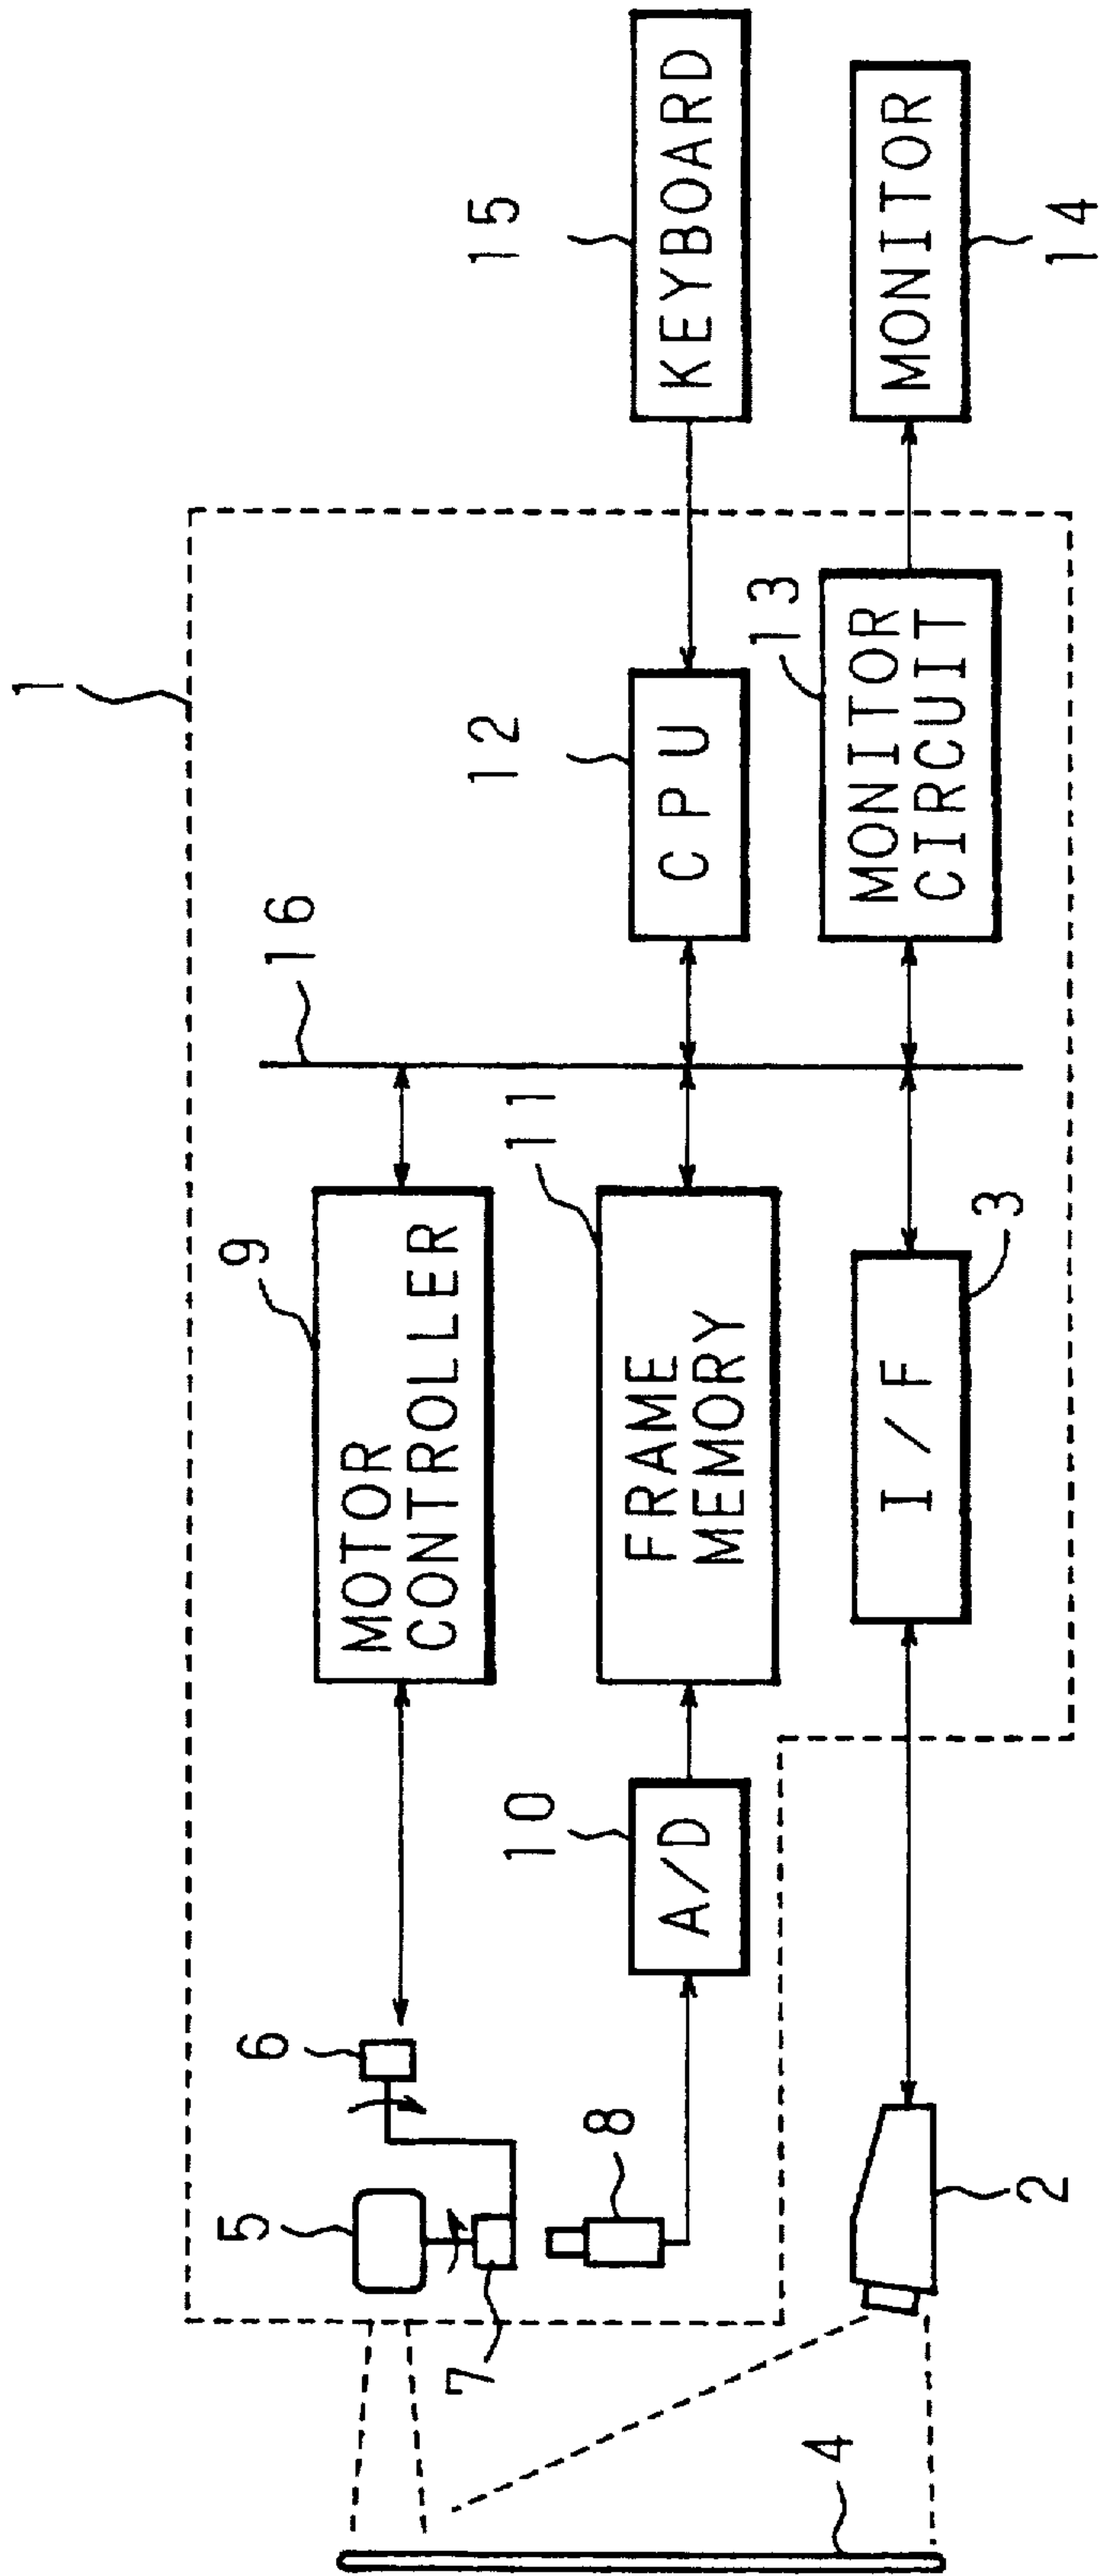 1
16
9
MOTOR
CONTROLLER
6
5
7
15
KEYBOARD
12
CPU
11
FRAME
MEMORY
10
A/D
8
MONITOR
14
13
MONITOR
CIRCUIT
I/F
3
2
4